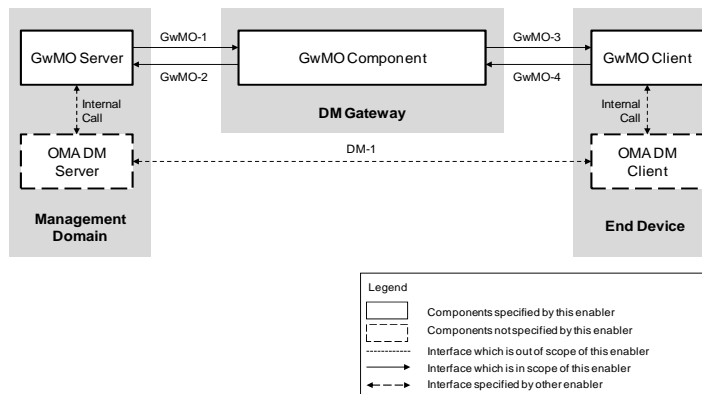 GwMO-1
GwMO-3
GwMO Server
GwMO Component
GwMO Client
GwMO-2
GwMO-4
Internal
Call
DM Gateway
Internal
Call
OMA DM
Server
DM-1
OMA DM
Client
Management
Domain
End Device
Legend
Components specified by this enabler
Components not specified by this enabler
Interface which is out of scope of this enabler
Interface which is in scope of this enabler
Interface specified by other enabler